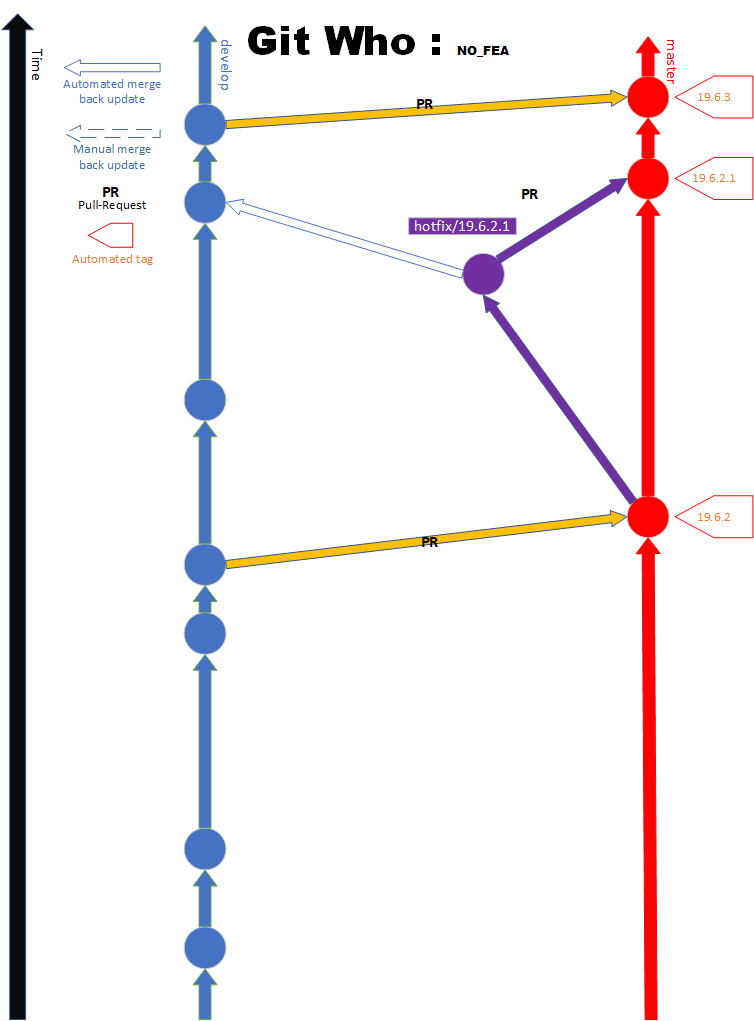 Git Who : NO_FEA
Time
develop
master
Automated merge
back update
Manual merge
back update
PR
Pull-Request
Automated tag
PR
19.6.3
PR
19.6.2.1
hotfix/19.6.2.1
PR
19.6.2